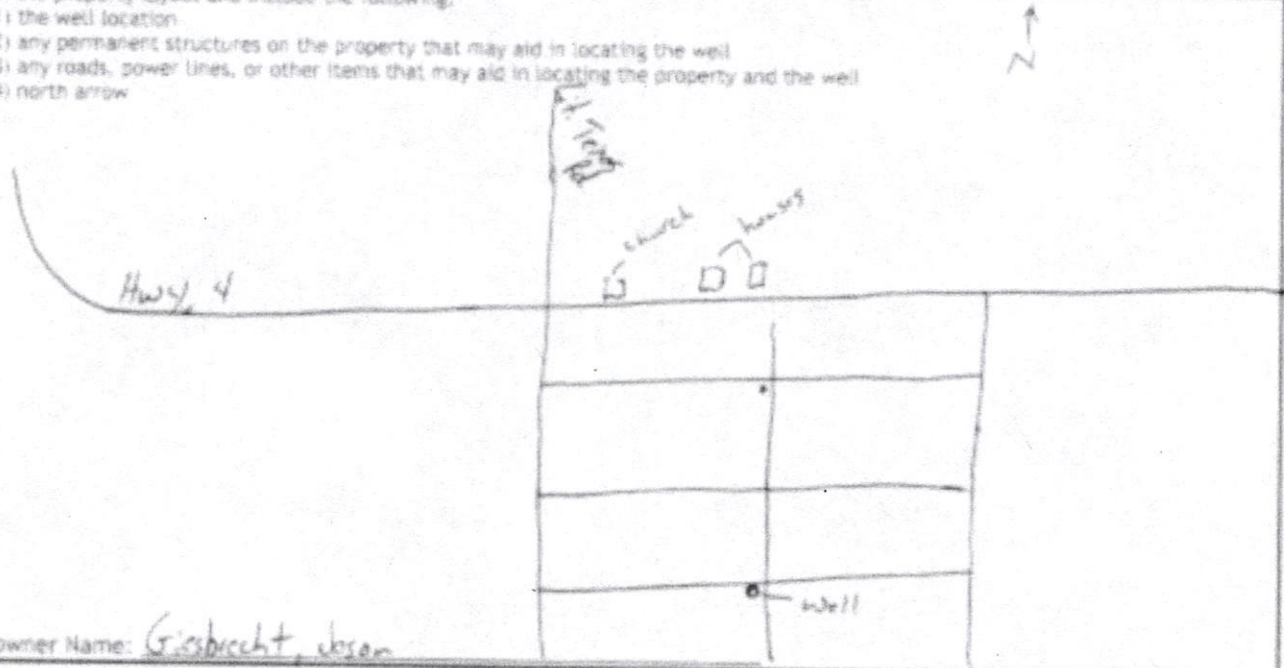 ) the well location
) any permanent structures on the property that may aid in locating the well
) any roads, power lines, or other items that may aid in locating the property and the well
) north arrow
N
church
houses
Hwy. 4
well
owner Name: Giesbrecht,